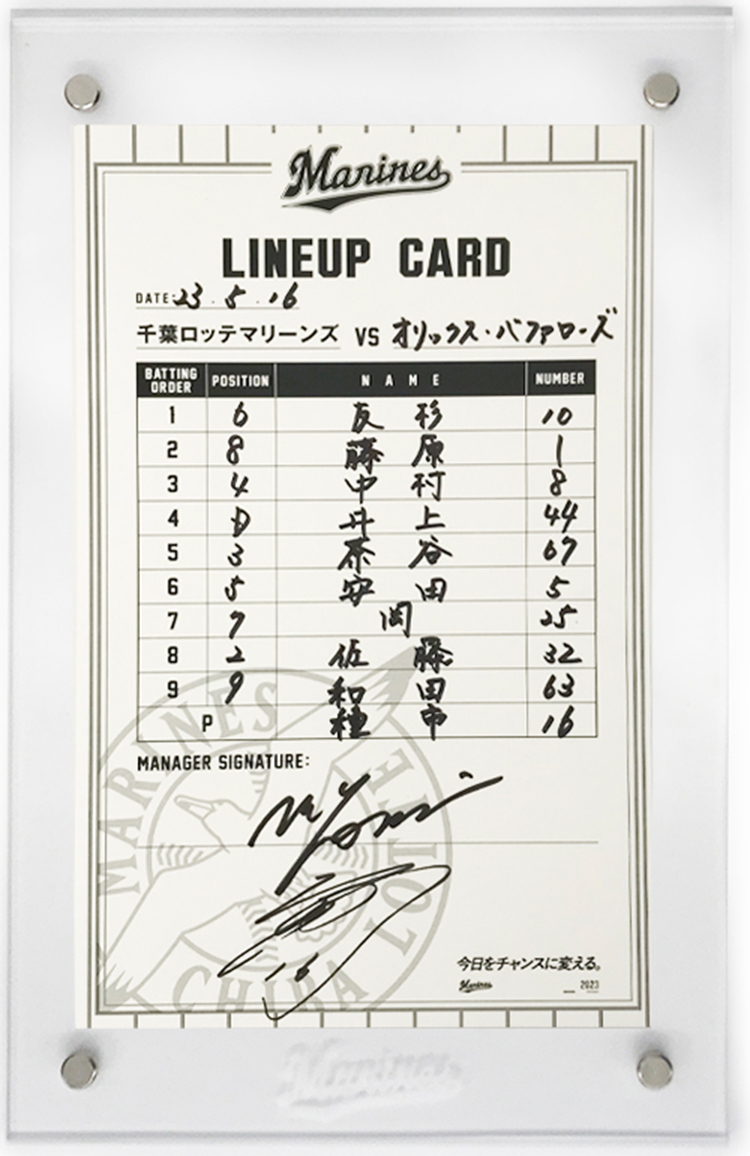 Marines
LINEUP CARD
DATE: 23.5.16
千葉ロッテマリーンズ VS オリックス・バファローズ
BATTING ORDER POSITION NAME NUMBER
1 6 友杉 10
2 8 藤原 1
3 4 中村 8
4 D 井上 44
5 3 茶谷 67
6 5 安田 5
7 7 岡 25
8 2 佐藤 32
9 9 和田 63
P 種市 16
MANAGER SIGNATURE:
16
MARINES
CHIBA LOTTE
今日をチャンスに変える。
Marines 2023
Marines